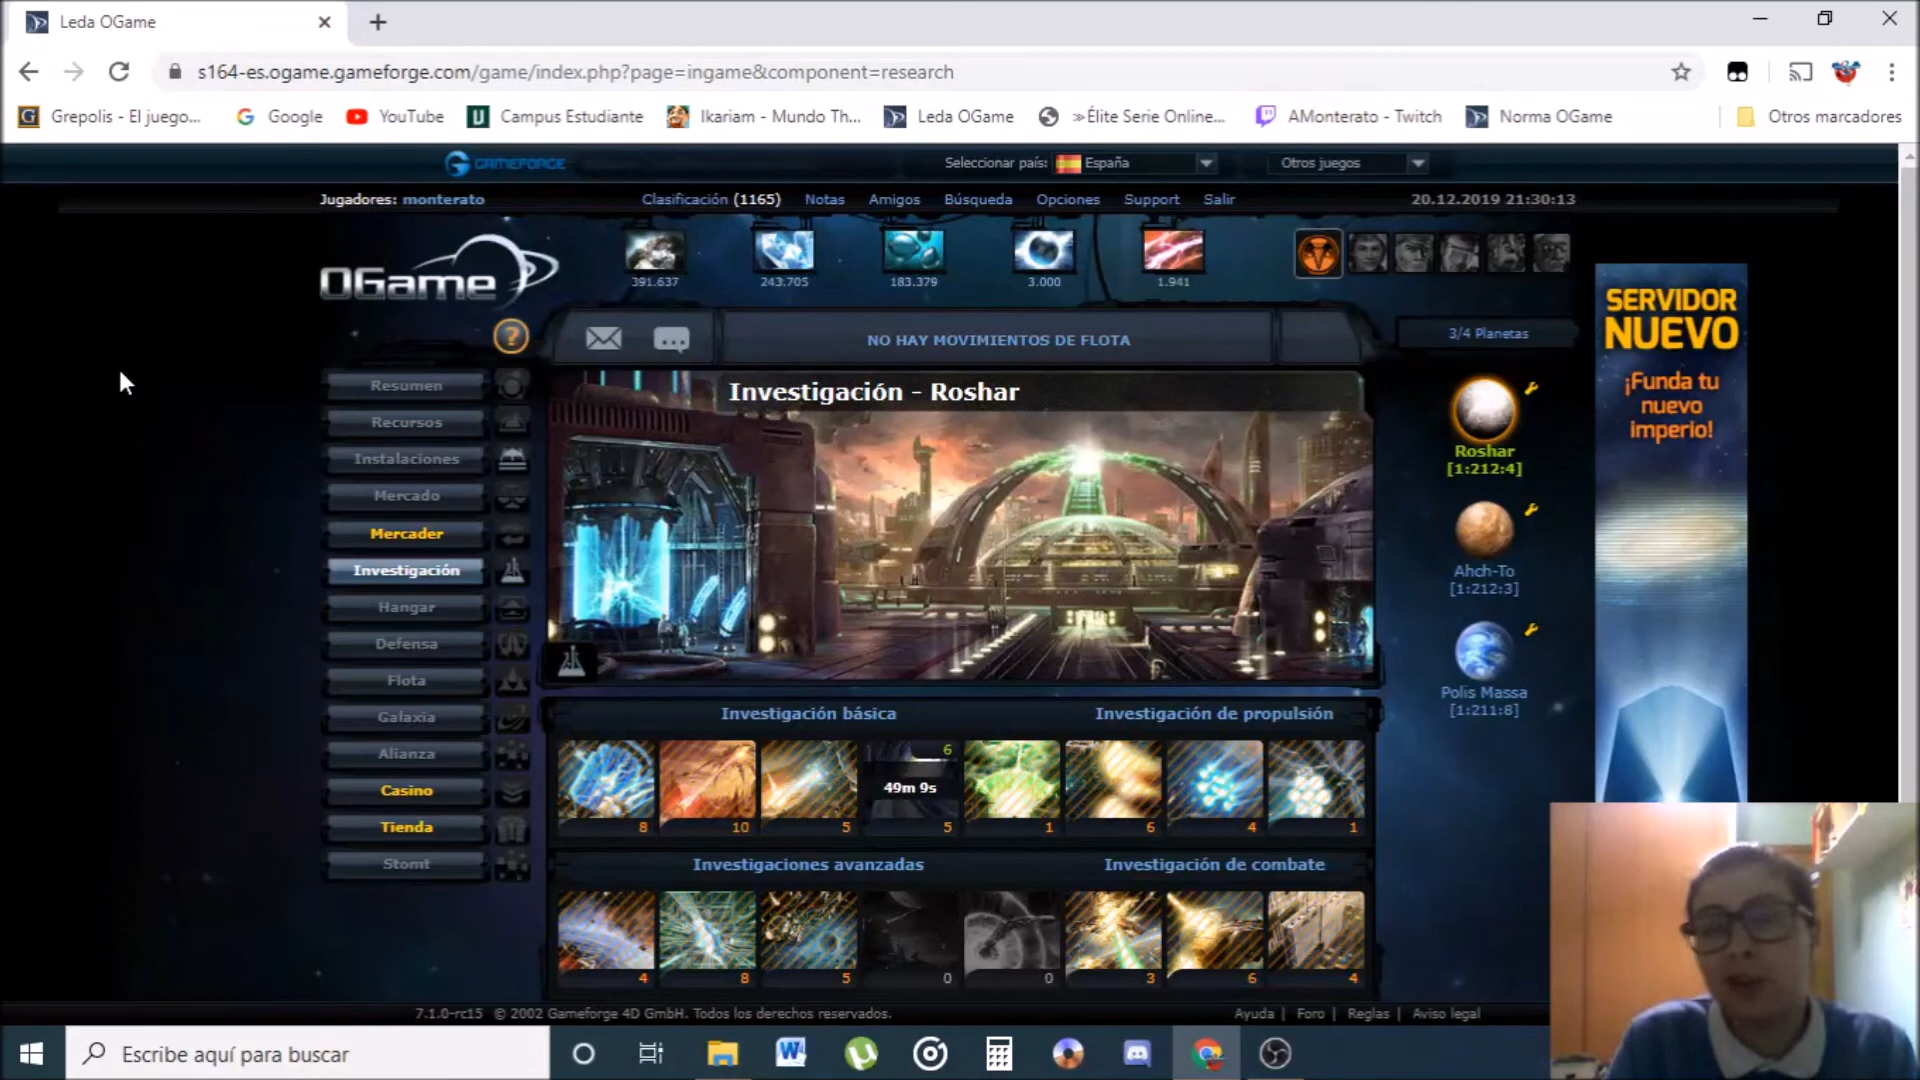 Leda OGame
s164-es.ogame.gameforge.com/game/index.php?page=ingame&component=research
Grepolis - El juego...
Google
YouTube
Campus Estudiante
Ikariam - Mundo Th...
Leda OGame
»Élite Serie Online...
AMonterato - Twitch
Norma OGame
Otros marcadores
GAMEFORGE
Seleccionar país:
España
Otros juegos
Jugadores: monterato
Clasificación (1165)
Notas
Amigos
Búsqueda
Opciones
Support
Salir
20.12.2019 21:30:13
OGame
391.637
243.705
183.379
3.000
1.941
?
NO HAY MOVIMIENTOS DE FLOTA
3/4 Planetas
Resumen
Recursos
Instalaciones
Mercado
Mercader
Investigación
Hangar
Defensa
Flota
Galaxia
Alianza
Casino
Tienda
Stomt
Investigación - Roshar
Roshar
[1:212:4]
Ahch-To
[1:212:3]
Polis Massa
[1:211:8]
SERVIDOR
NUEVO
¡Funda tu
nuevo
imperio!
Investigación básica
Investigación de propulsión
6
49m 9s
8
10
5
5
1
6
4
1
Investigaciones avanzadas
Investigación de combate
4
8
5
0
0
3
6
4
7.1.0-rc15 © 2002 Gameforge 4D GmbH. Todos los derechos reservados.
Ayuda | Foro | Reglas | Aviso legal
Escribe aquí para buscar